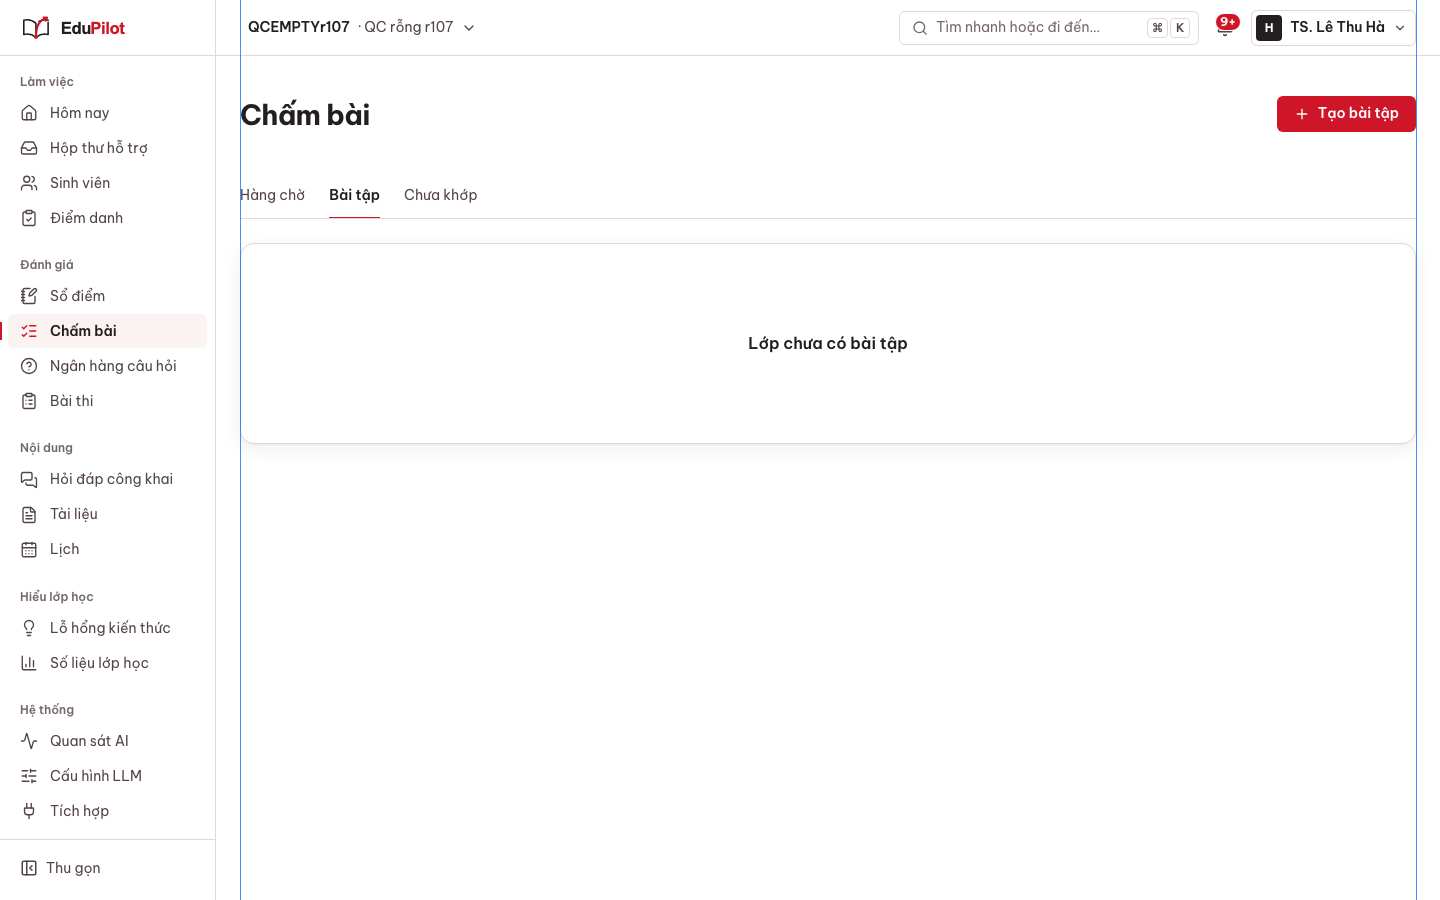 EduPilot
QCEMPTYr107 · QC rỗng r107
Tìm nhanh hoặc đi đến...
⌘ K
9+
H
TS. Lê Thu Hà
Làm việc
Hôm nay
Hộp thư hỗ trợ
Sinh viên
Điểm danh
Đánh giá
Sổ điểm
Chấm bài
Ngân hàng câu hỏi
Bài thi
Nội dung
Hỏi đáp công khai
Tài liệu
Lịch
Hiểu lớp học
Lỗ hổng kiến thức
Số liệu lớp học
Hệ thống
Quan sát AI
Cấu hình LLM
Tích hợp
Thu gọn
Chấm bài
Tạo bài tập
Hàng chờ Bài tập Chưa khớp
Lớp chưa có bài tập